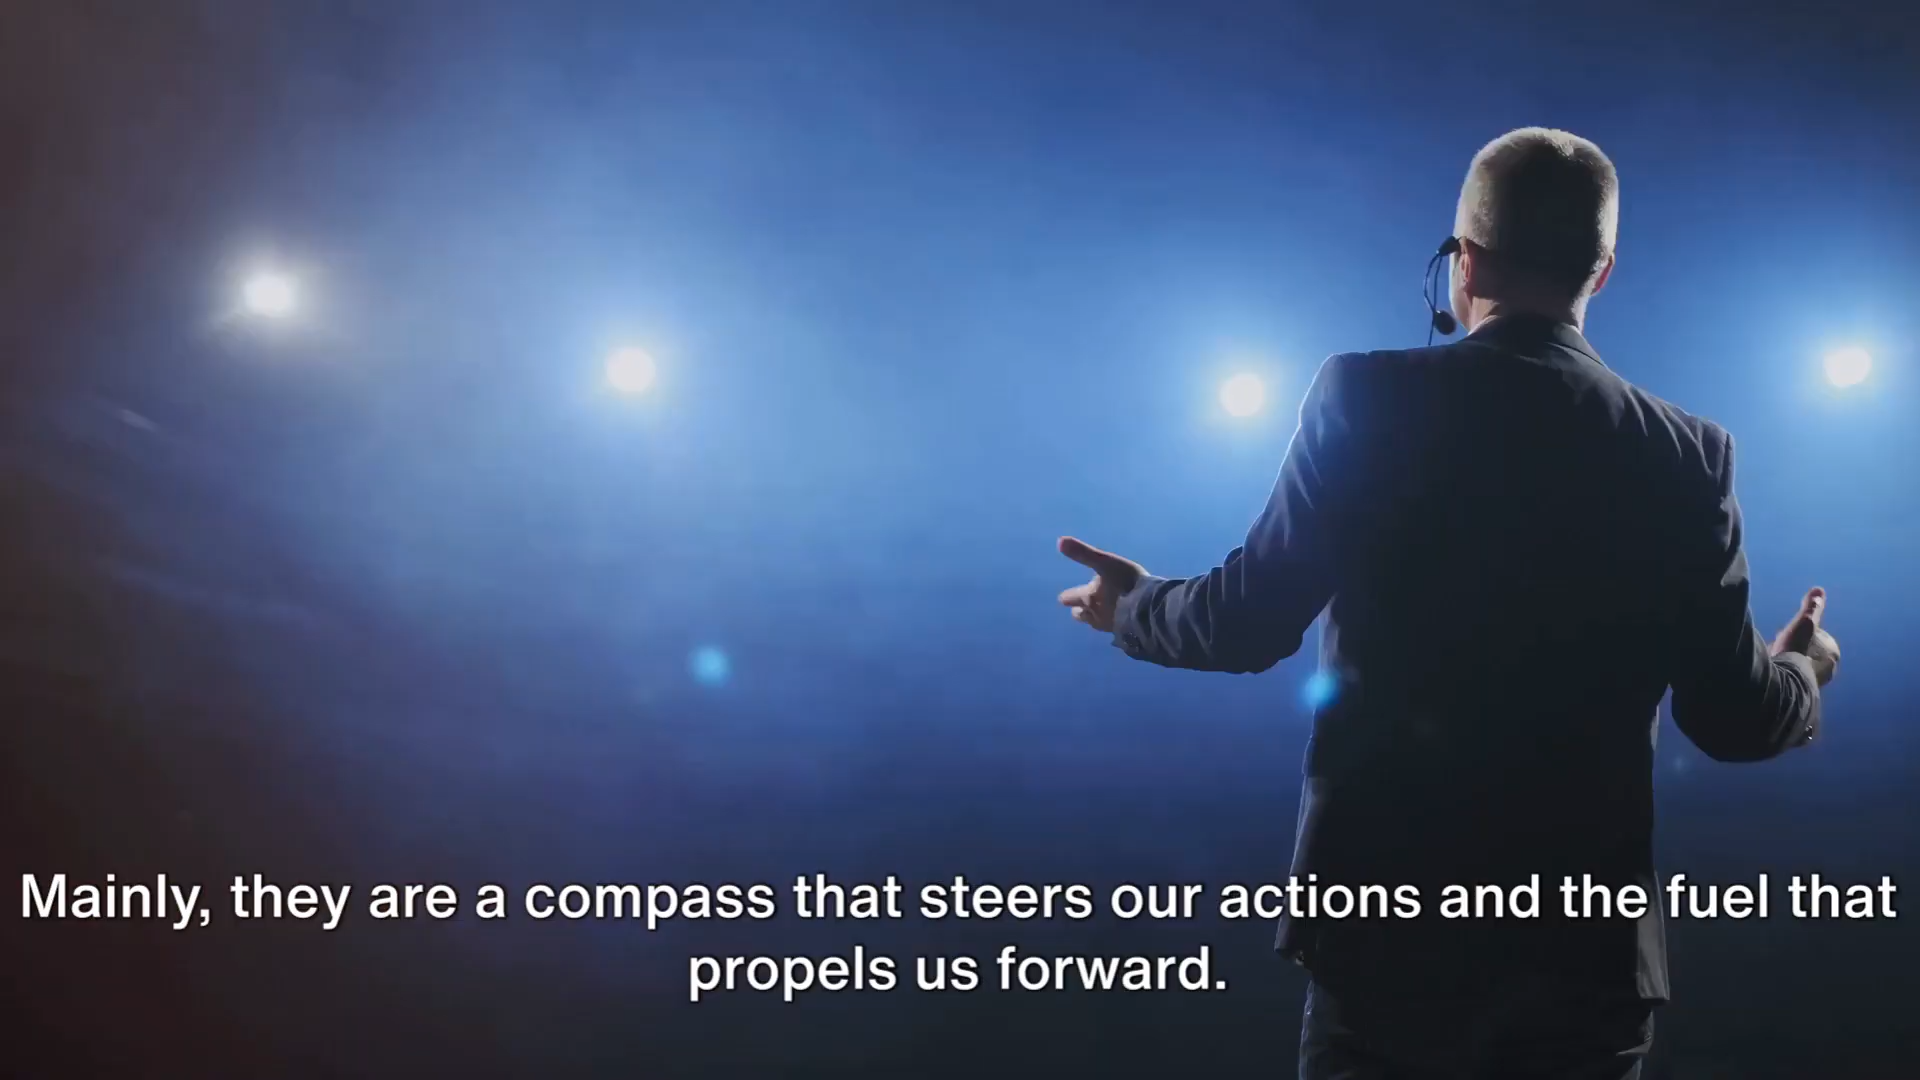 Mainly, they are a compass that steers our actions and the fuel that
propels us forward.